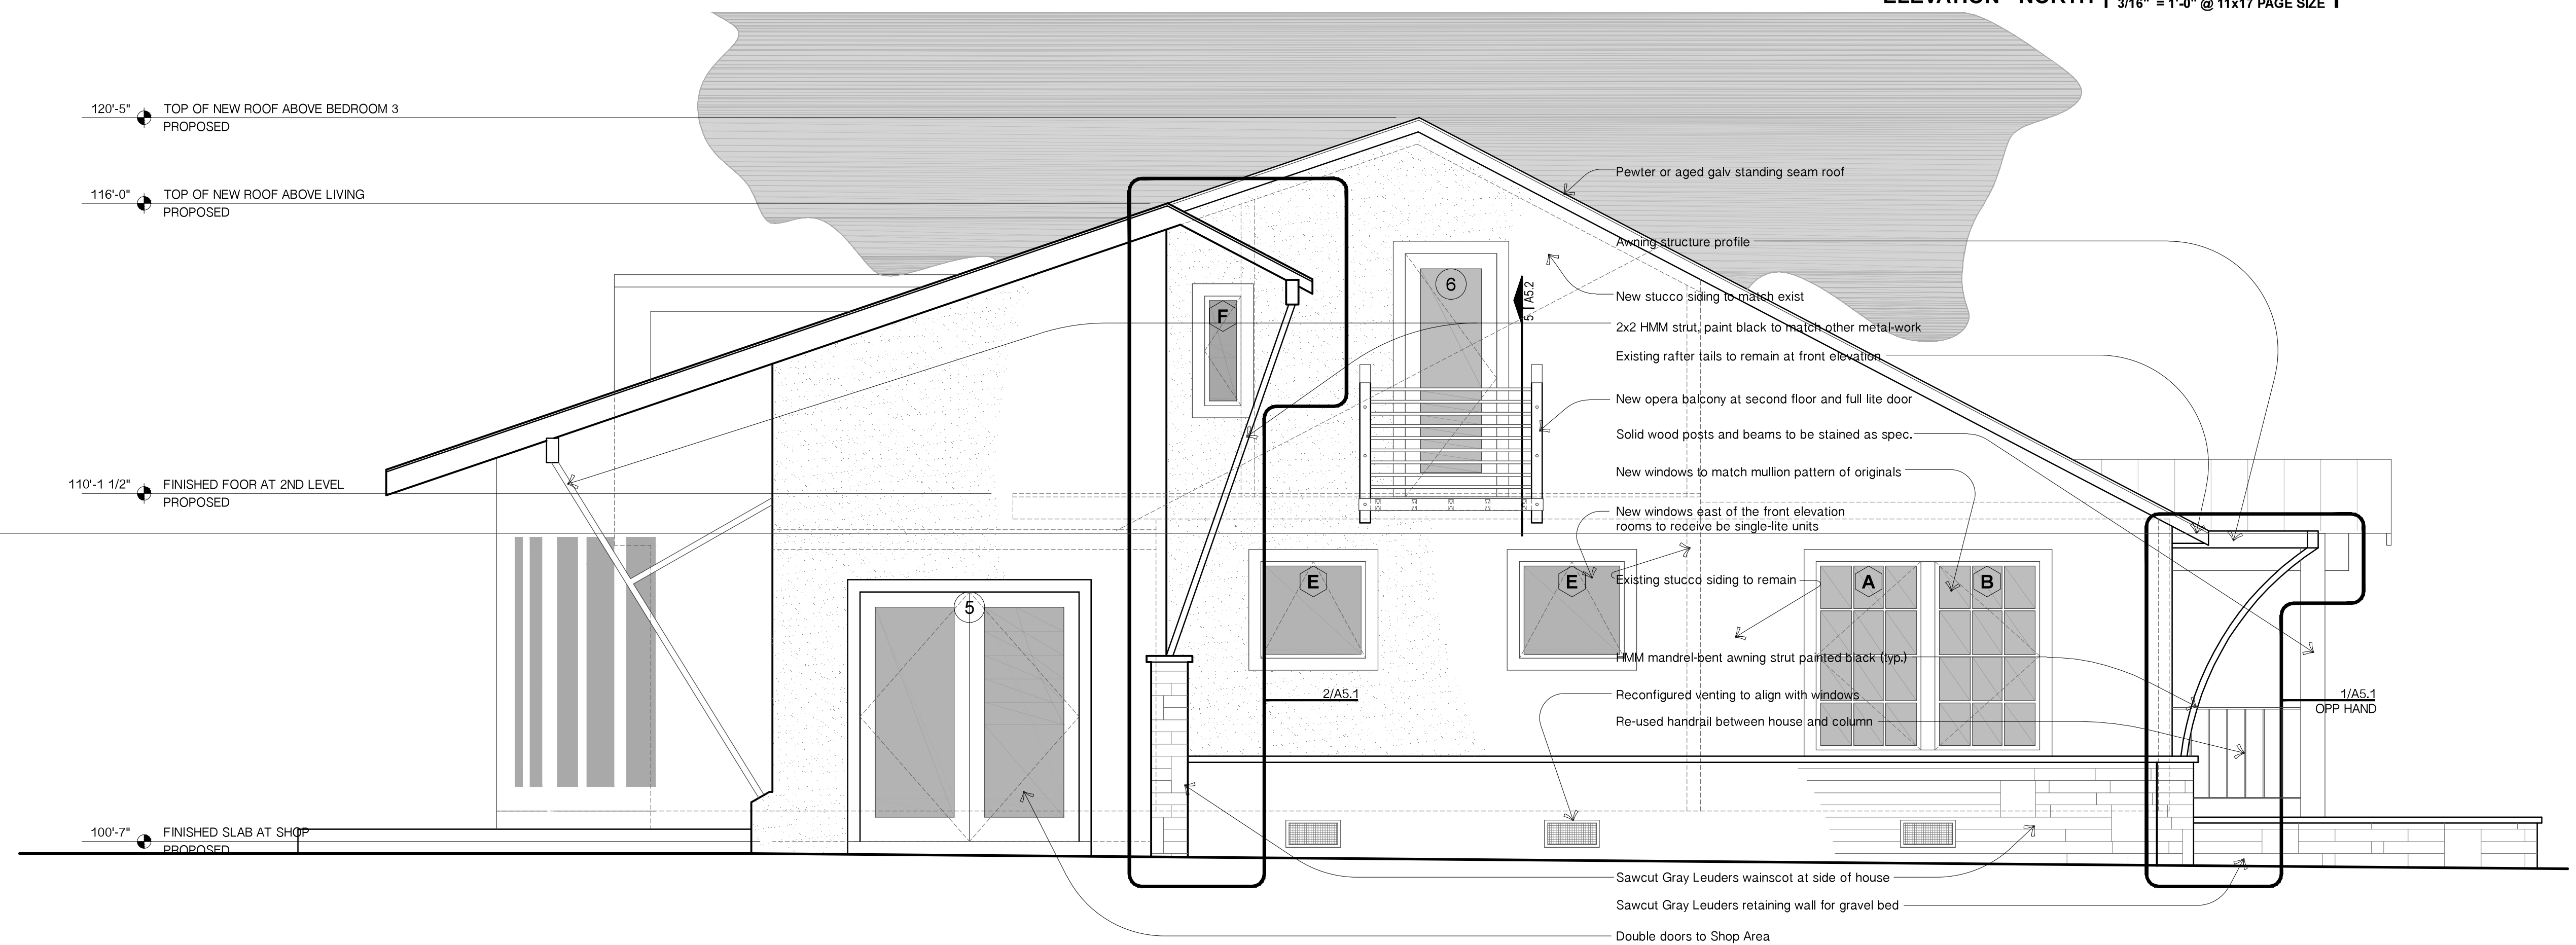 ELEVATION - NORTH | 3/16" = 1'-0" @ 11x17 PAGE SIZE
120'-5" TOP OF NEW ROOF ABOVE BEDROOM 3
PROPOSED
116'-0" TOP OF NEW ROOF ABOVE LIVING
PROPOSED
110'-1 1/2" FINISHED FOOR AT 2ND LEVEL
PROPOSED
100'-7" FINISHED SLAB AT SHOP
PROPOSED
Pewter or aged galv standing seam roof
Awning structure profile
New stucco siding to match exist
2x2 HMM strut, paint black to match other metal-work
Existing rafter tails to remain at front elevation
New opera balcony at second floor and full lite door
Solid wood posts and beams to be stained as spec.
New windows to match mullion pattern of originals
New windows east of the front elevation
rooms to receive be single-lite units
Existing stucco siding to remain
HMM mandrel-bent awning strut painted black (typ.)
Reconfigured venting to align with windows
Re-used handrail between house and column
Sawcut Gray Leuders wainscot at side of house
Sawcut Gray Leuders retaining wall for gravel bed
Double doors to Shop Area
F
6
5 | A5.2
5
E
E
A
B
2/A5.1
1/A5.1
OPP HAND